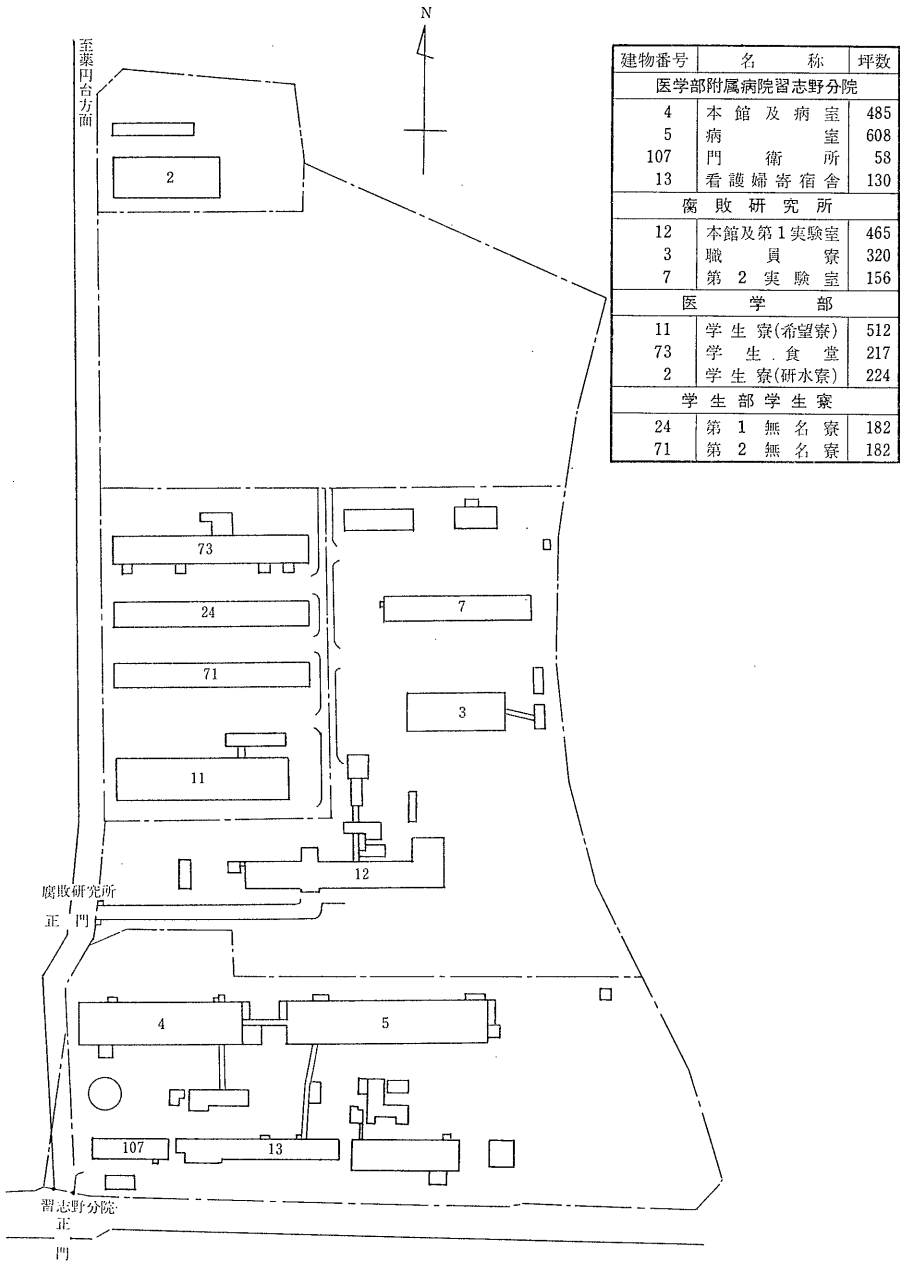 N
至薬円台方面
建物番号 名称 坪数
医学部附属病院習志野分院
4 本館及病室 485
5 病室 608
107 門衛所 58
13 看護婦寄宿舎 130
腐敗研究所
12 本館及第1実験室 465
3 職員寮 320
7 第2実験室 156
医学部
11 学生寮(希望寮) 512
73 学生食堂 217
2 学生寮(研水寮) 224
学生部学生寮
24 第1無名寮 182
71 第2無名寮 182
2
73
24
7
71
3
11
12
腐敗研究所
正門
4
5
107
13
習志野分院
正
門